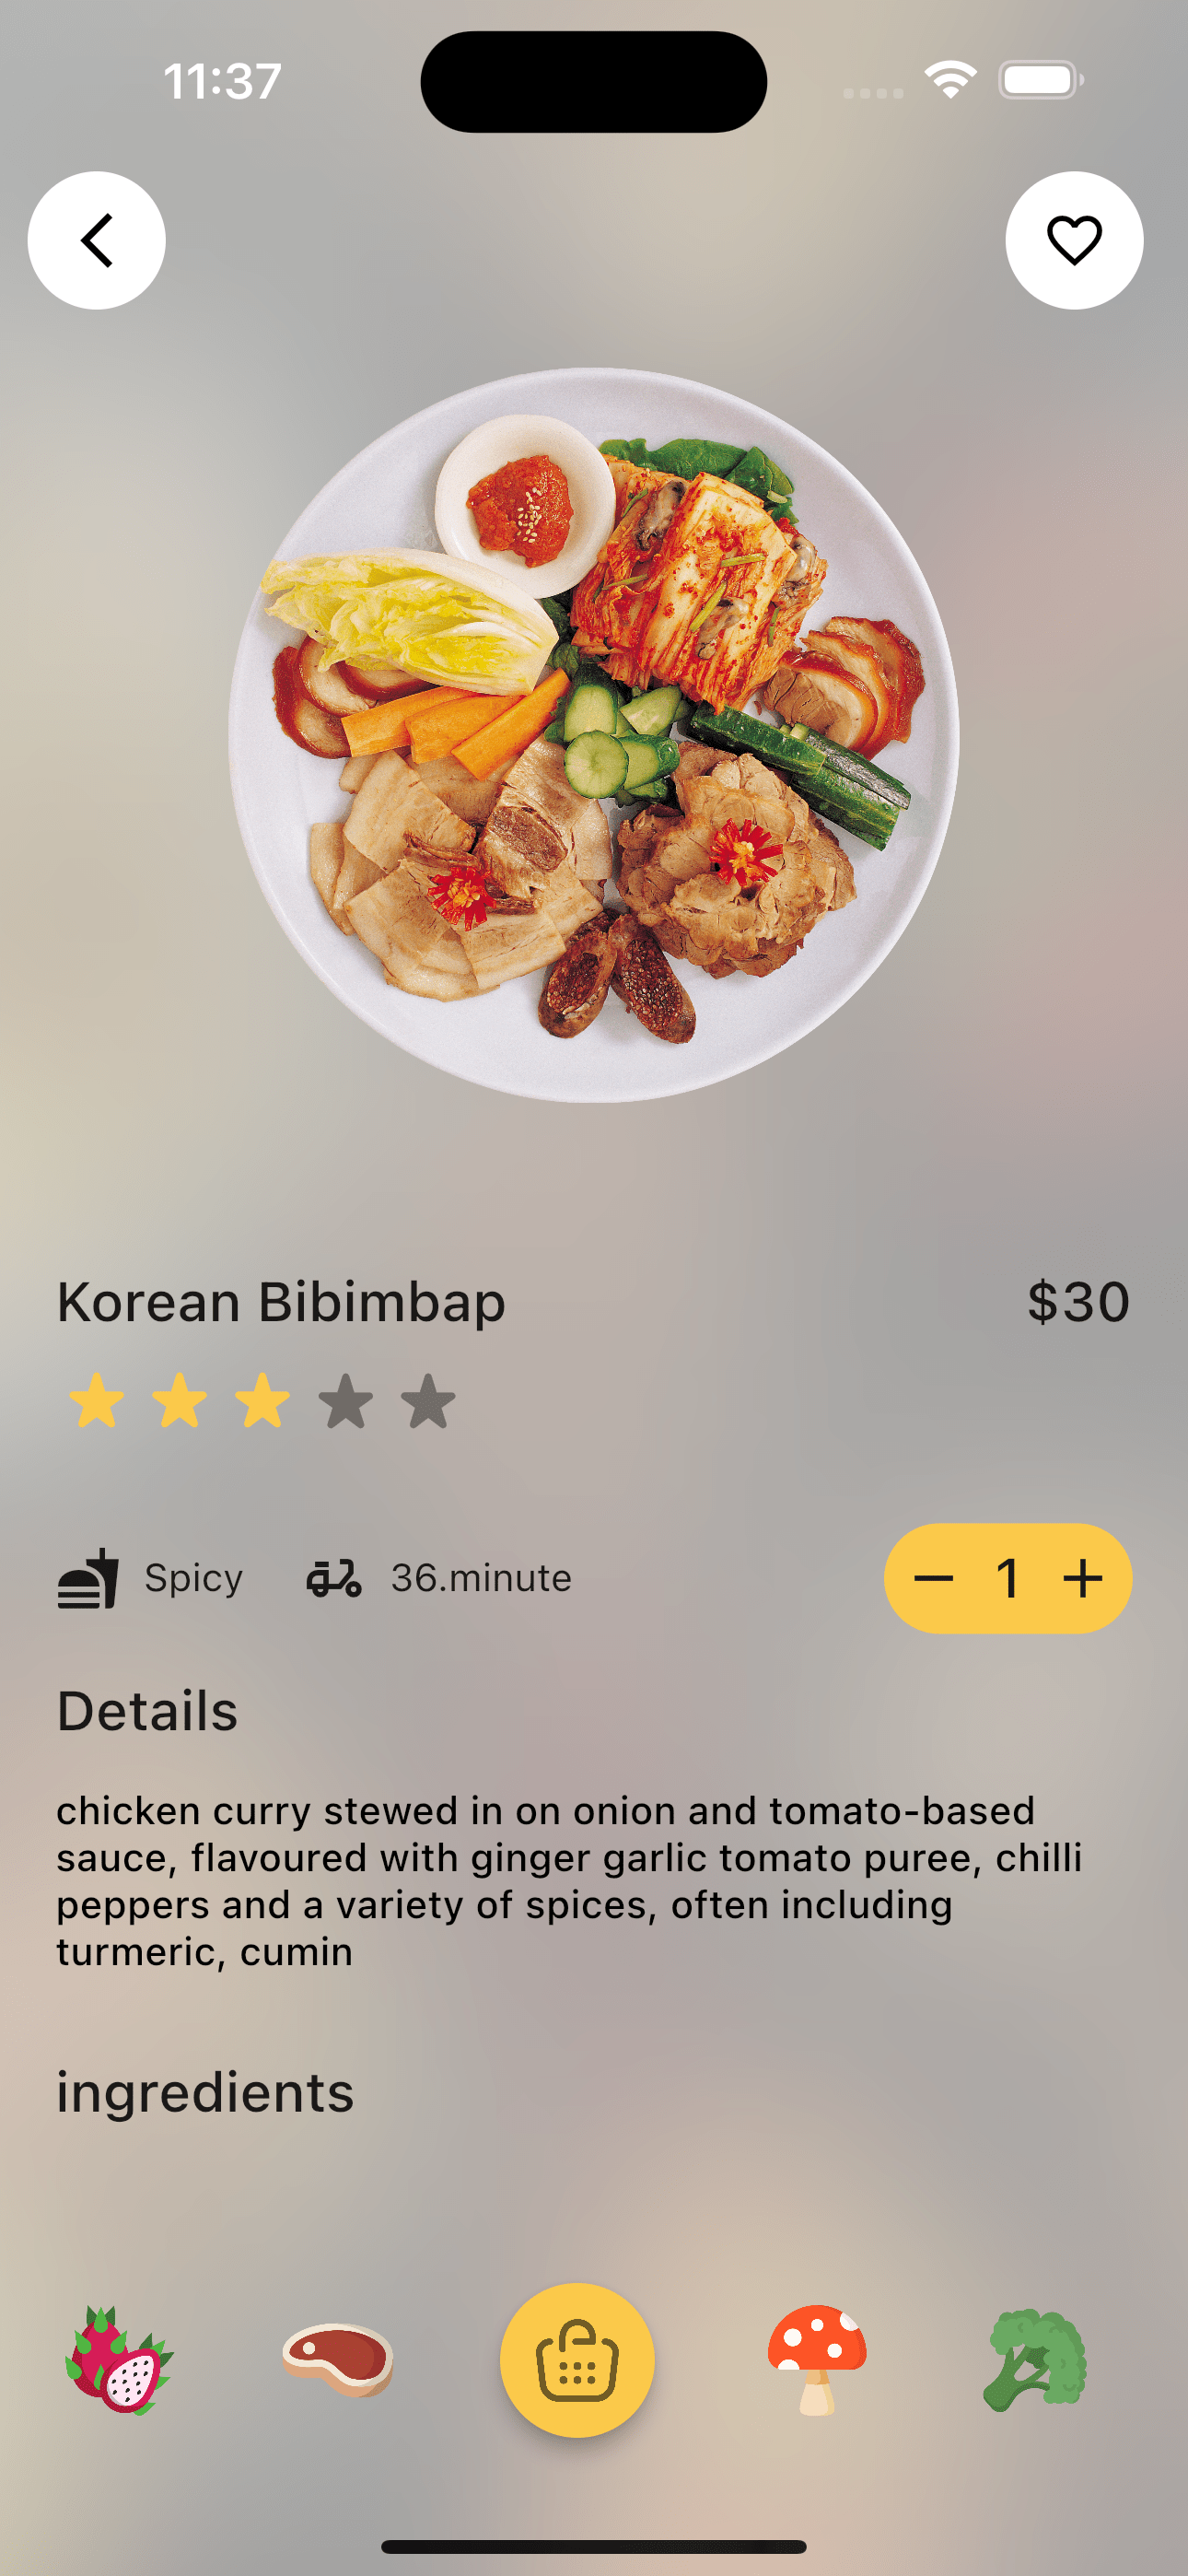 11:37
Korean Bibimbap
$30
Spicy
36.minute
− 1 +
Details
chicken curry stewed in on onion and tomato-based
sauce, flavoured with ginger garlic tomato puree, chilli
peppers and a variety of spices, often including
turmeric, cumin
ingredients